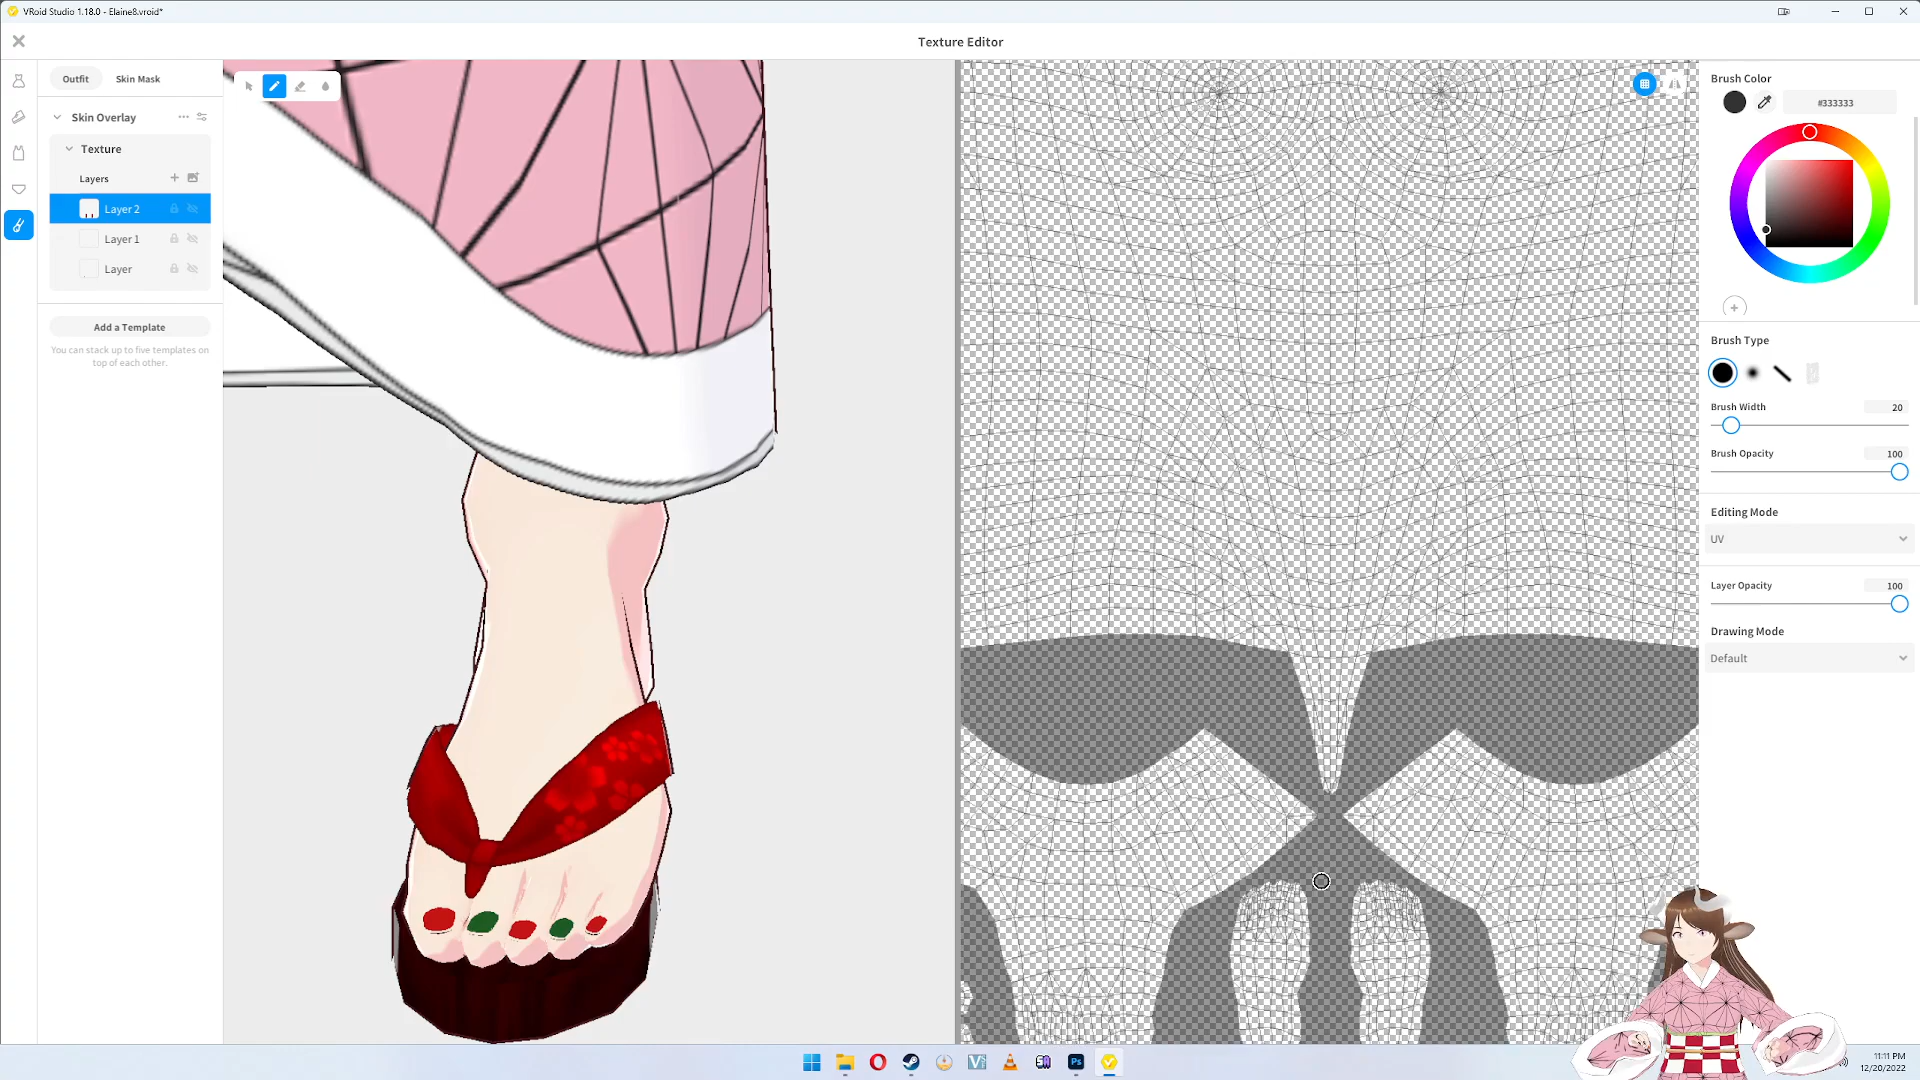 VRoid Studio 1.18.0 - Elaine8.vroid*
Texture Editor
Outfit
Skin Mask
Skin Overlay
Texture
Layers
Layer 2
Layer 1
Layer
Add a Template
You can stack up to five templates on
top of each other.
Brush Color
#333333
Brush Type
Brush Width
20
Brush Opacity
100
Editing Mode
UV
Layer Opacity
100
Drawing Mode
Default
Ps
11:11 PM
12/20/2022